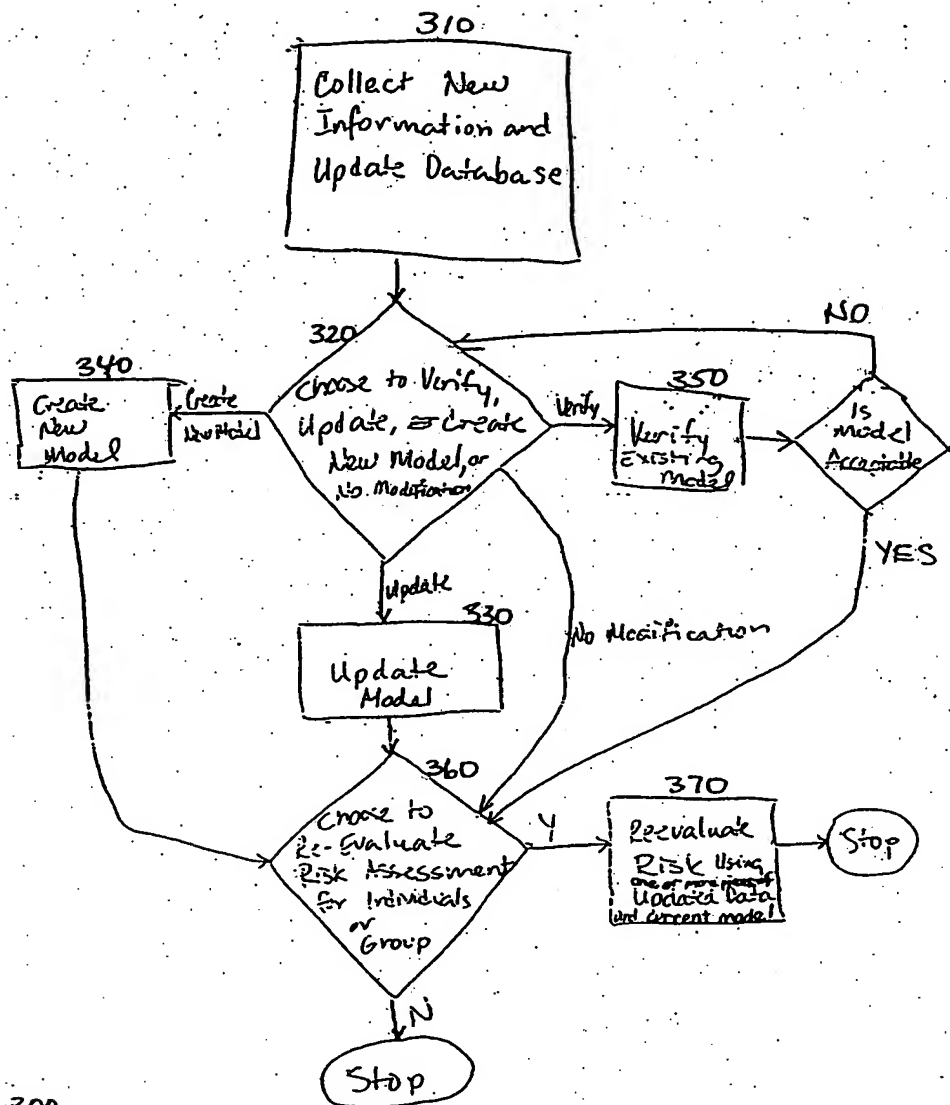 310
Collect New
Information and
Update Database
320
Choose to Verify,
Update, or Create
New Model, or
No Modification
340
Create
New
Model
Create
New Model
Verify
350
Verify
Existing
Model
NO
Is
Model
Acceptable
YES
Update
330
Update
Model
No Modification
360
Choose to
Re-Evaluate
Risk Assessment
for Individuals
or
Group
Y
370
Reevaluate
Risk Using
one or more pieces of
Updated Data
and current model
Stop
N
Stop
300